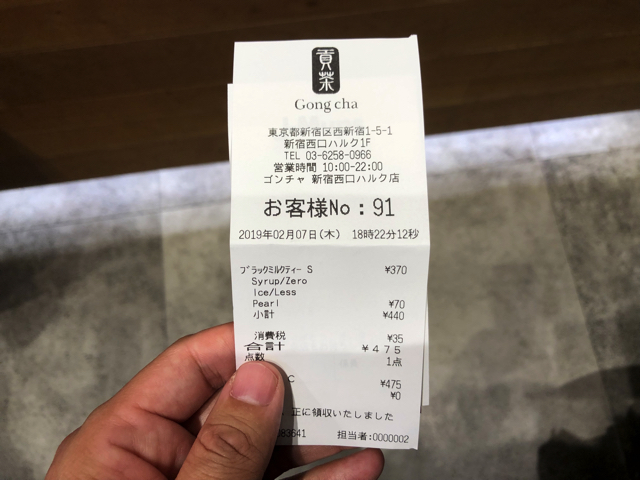 貢茶
Gong cha
東京都新宿区西新宿1-5-1
新宿西口ハルク1F
TEL 03-6258-0966
営業時間 10:00-22:00
ゴンチャ 新宿西口ハルク店
お客様No：91
2019年02月07日(木) 18時22分12秒
ﾌﾞﾗックミルクティー S ¥370
Syrup/Zero
Ice/Less
Pearl ¥70
小計 ¥440
消費税 ¥35
合計 ¥475
点数 1点
C ¥475
¥0
正に領収いたしました
83641 担当者:0000002